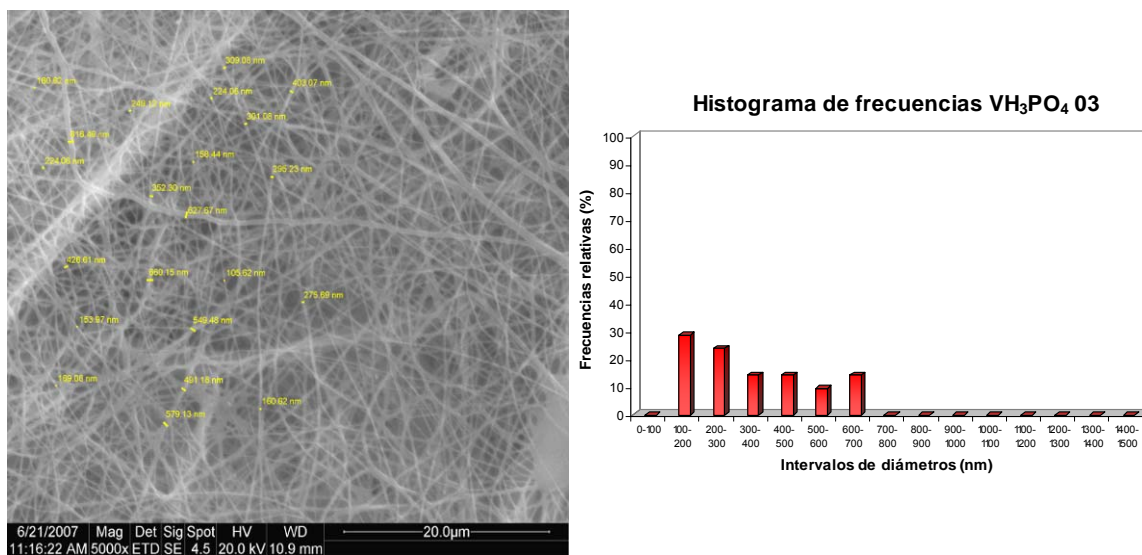 309.08 nm
403.07 nm
160.62 nm
224.06 nm
249.12 nm
301.08 nm
616.49 nm
158.44 nm
224.06 nm
295.23 nm
352.30 nm
627.67 nm
426.61 nm
660.15 nm
105.62 nm
275.69 nm
153.97 nm
549.48 nm
169.06 nm
491.18 nm
160.62 nm
579.13 nm
6/21/2007 Mag Det Sig Spot HV WD 20.0µm
11:16:22 AM 5000x ETD SE 4.5 20.0 kV 10.9 mm
Histograma de frecuencias VH₃PO₄ 03
Frecuencias relativas (%)
100
90
80
70
60
50
40
30
20
10
0
0-100 100-200 200-300 300-400 400-500 500-600 600-700 700-800 800-900 900-1000 1000-1100 1100-1200 1200-1300 1300-1400 1400-1500
Intervalos de diámetros (nm)